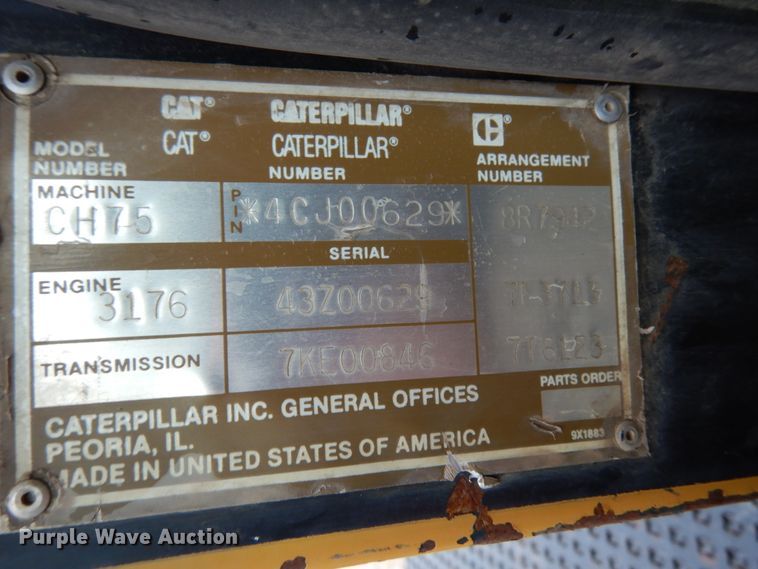 CAT® CATERPILLAR®
CAT® CATERPILLAR® C®
MODEL NUMBER NUMBER ARRANGEMENT NUMBER
MACHINE CH75 PIN *4CJ00629* 
SERIAL
ENGINE 3176 43Z00629
TRANSMISSION 7KE00846
PARTS ORDER
CATERPILLAR INC. GENERAL OFFICES
PEORIA, IL. 9X1883
MADE IN UNITED STATES OF AMERICA
Purple Wave Auction